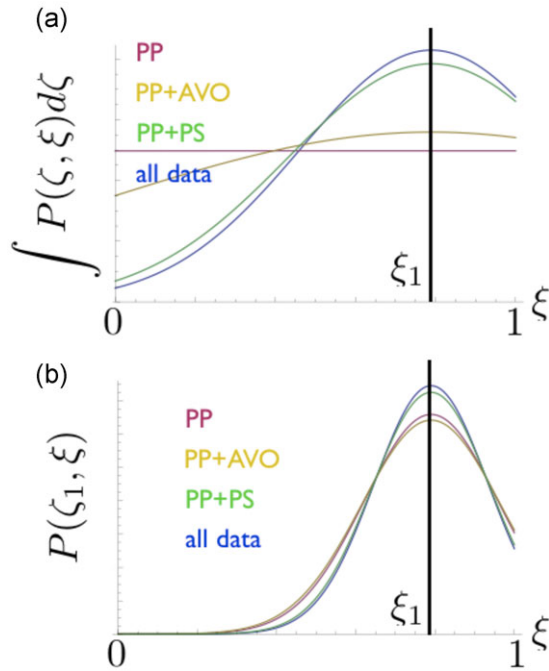 (a)
∫ P(ζ, ξ)dζ
PP
PP+AVO
PP+PS
all data
ξ₁
0
1
ξ
(b)
P(ζ₁, ξ)
PP
PP+AVO
PP+PS
all data
ξ₁
0
1
ξ